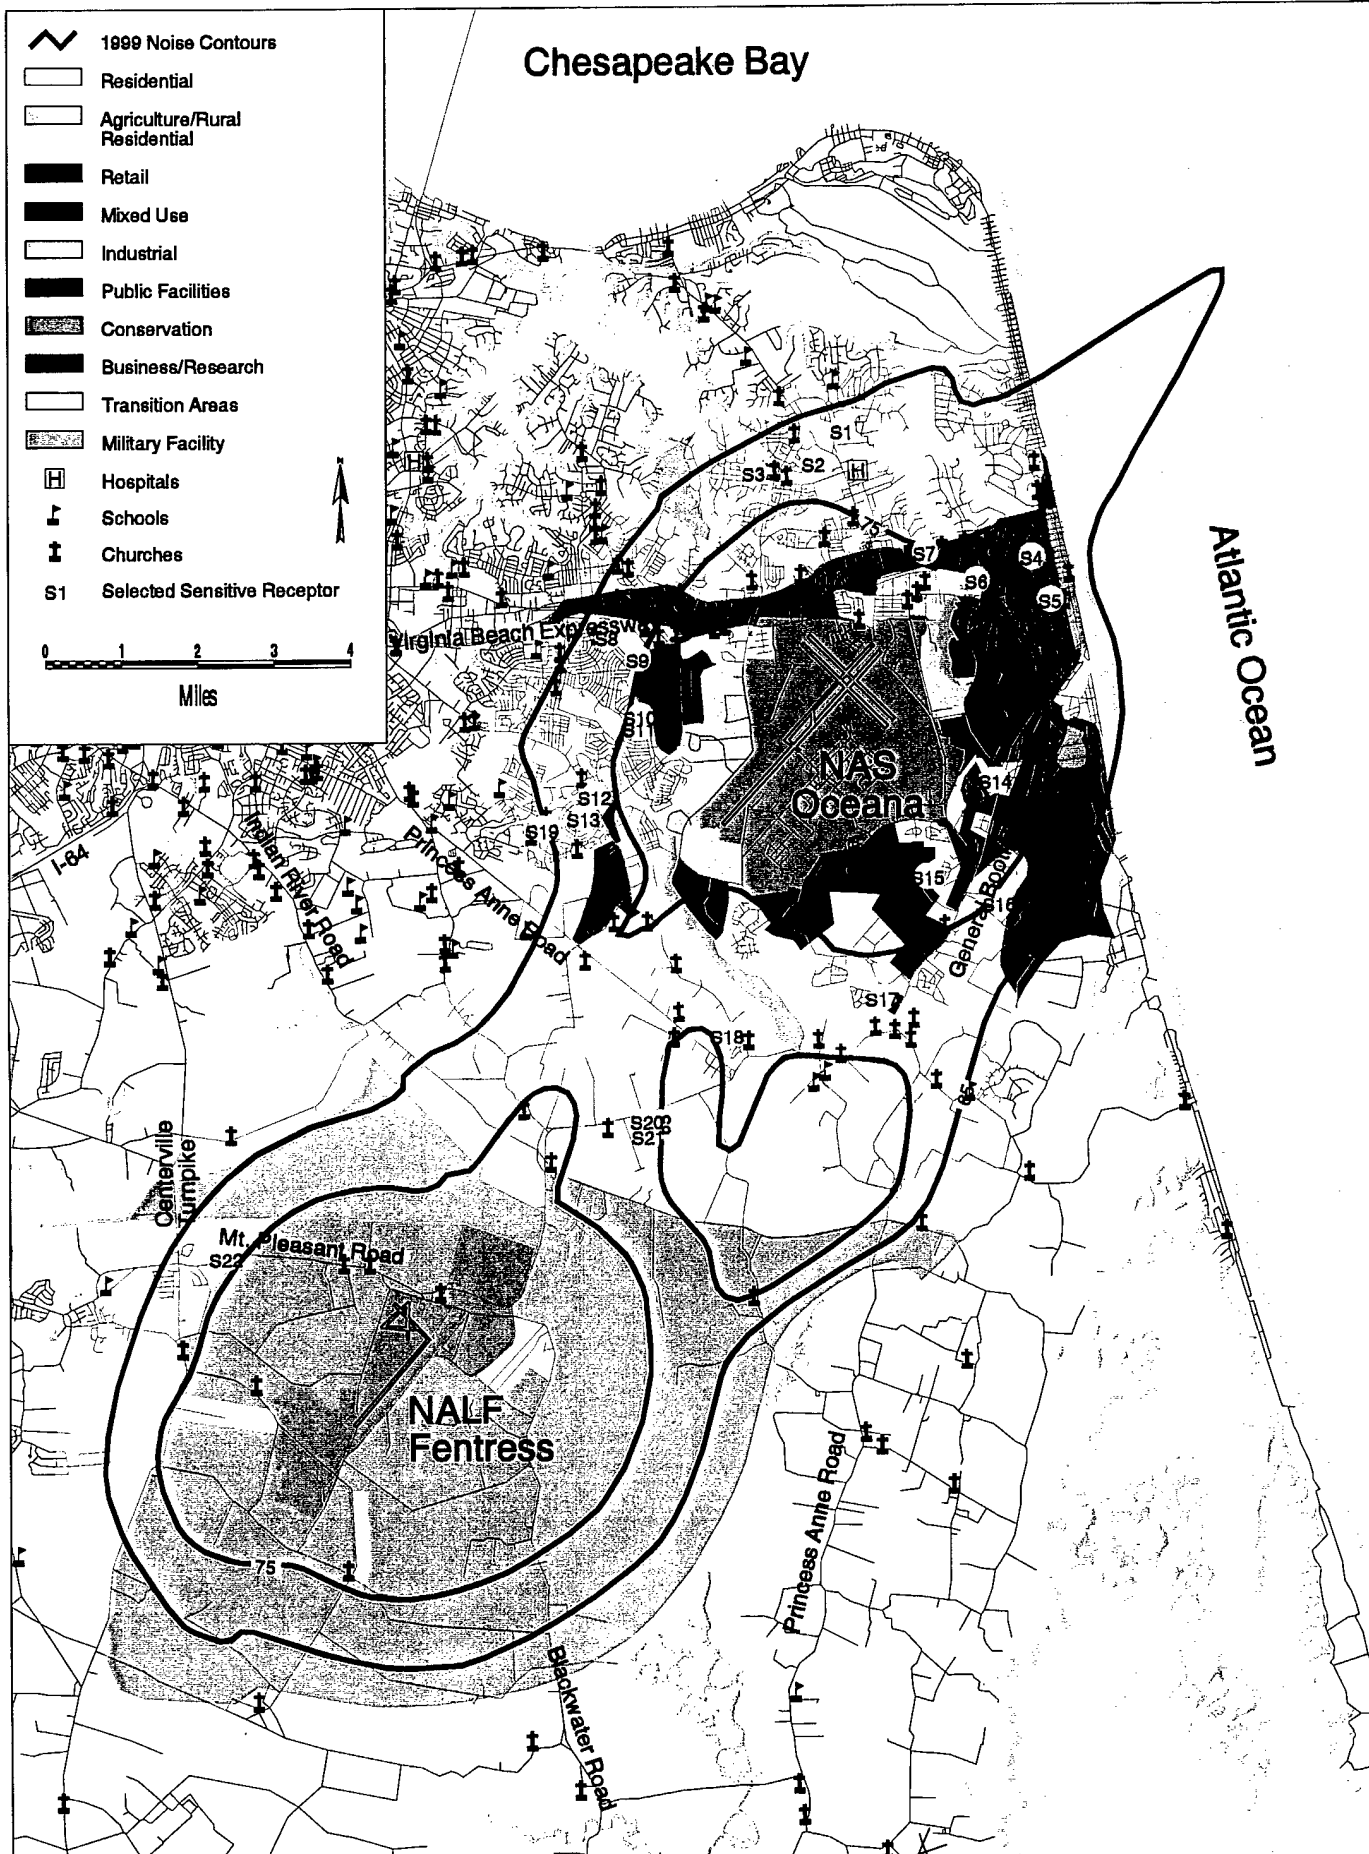 1999 Noise Contours
Residential
Agriculture/Rural
Residential
Retail
Mixed Use
Industrial
Public Facilities
Conservation
Business/Research
Transition Areas
Military Facility
H Hospitals
Schools
Churches
S1 Selected Sensitive Receptor
N
0 1 2 3 4
Miles
Chesapeake Bay
Atlantic Ocean
H
S1
S2
S3
H
75
S7
S4
S6
S5
Virginia Beach Expressway
S8
S9
S10
S11
NAS
Oceana
S14
S12
S13
S19
I-64
Indian River Road
Princess Anne Road
S15
S16
General Booth
S17
S18
65
S20
S21
Centerville
Turnpike
Mt. Pleasant Road
S22
NALF
Fentress
75
Princess Anne Road
Blackwater Road